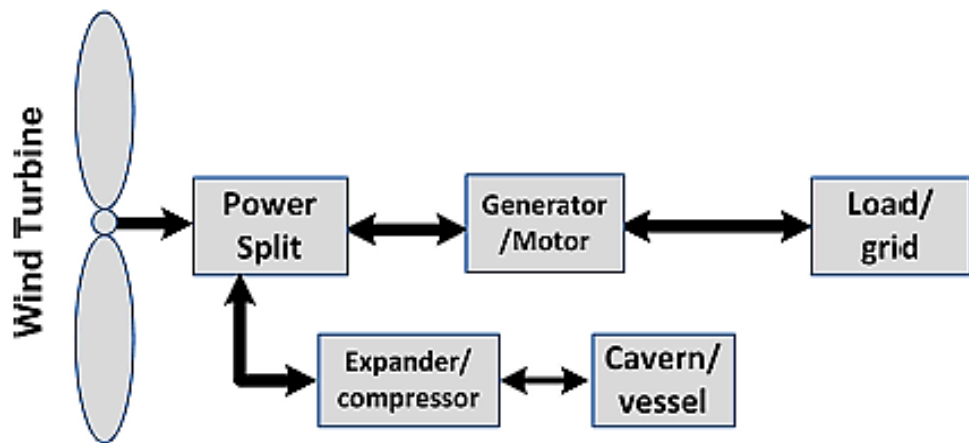 Wind Turbine
Power
Split
Generator
/Motor
Load/
grid
Expander/
compressor
Cavern/
vessel